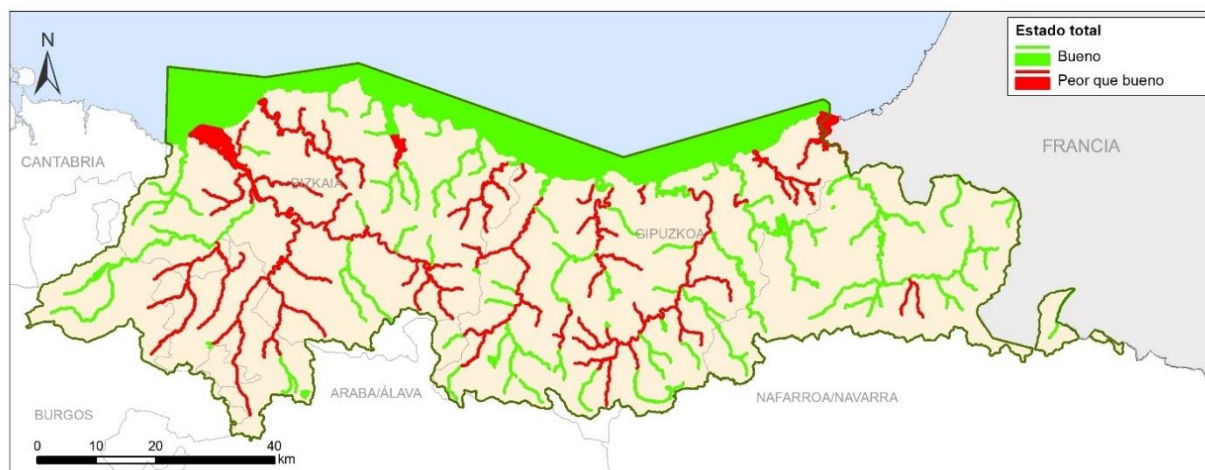 N
Estado total
Bueno
Peor que bueno
FRANCIA
CANTABRIA
BIZKAIA
GIPUZKOA
ARABA/ÁLAVA
NAFARROA/NAVARRA
BURGOS
0 10 20 40
km